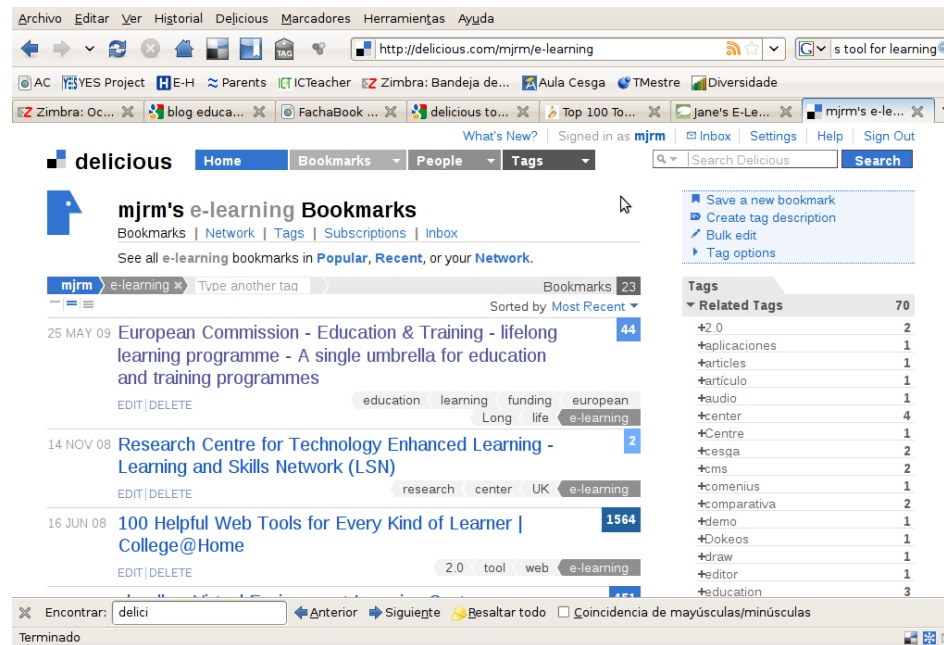 Archivo Editar Ver Historial Delicious Marcadores Herramientas Ayuda
TAG http://delicious.com/mjrm/e-learning G s tool for learning
AC YES Project H E-H Parents ICTeacher Zimbra: Bandeja de... Aula Cesga TMestre Diversidade
Zimbra: Oc... blog educa... FachaBook ... delicious to... Top 100 To... Jane's E-Le... mjrm's e-le...
What's New? Signed in as mjrm Inbox Settings Help Sign Out
delicious Home Bookmarks People Tags Search Delicious Search
mjrm's e-learning Bookmarks
Bookmarks | Network | Tags | Subscriptions | Inbox
See all e-learning bookmarks in Popular, Recent, or your Network.
mjrm e-learning Type another tag Bookmarks 23
Sorted by Most Recent
25 MAY 09 European Commission - Education & Training - lifelong 44
learning programme - A single umbrella for education
and training programmes
EDIT | DELETE education learning funding european
Long life e-learning
14 NOV 08 Research Centre for Technology Enhanced Learning - 2
Learning and Skills Network (LSN)
EDIT | DELETE research center UK e-learning
16 JUN 08 100 Helpful Web Tools for Every Kind of Learner | 1564
College@Home
EDIT | DELETE 2.0 tool web e-learning
Save a new bookmark
Create tag description
Bulk edit
Tag options
Tags
Related Tags 70
+2.0 2
+aplicaciones 1
+articles 1
+artículo 1
+audio 1
+center 4
+Centre 1
+cesga 2
+cms 2
+comenius 1
+comparativa 2
+demo 1
+Dokeos 1
+draw 1
+editor 1
+education 3
Encontrar: delici Anterior Siguiente Resaltar todo Coincidencia de mayúsculas/minúsculas
Terminado